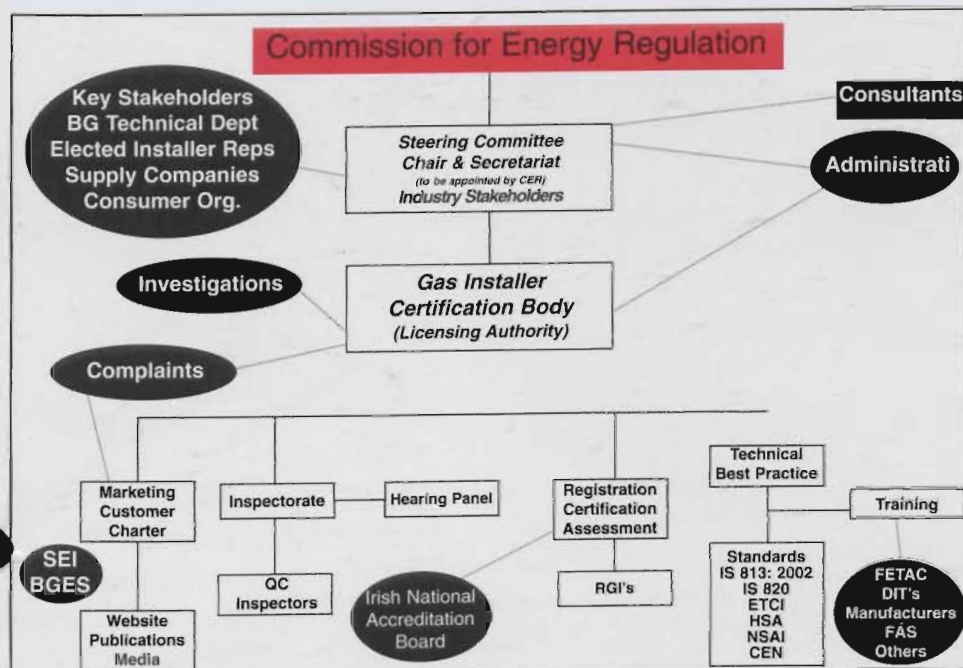 Commission for Energy Regulation
Key Stakeholders
BG Technical Dept
Elected Installer Reps
Supply Companies
Consumer Org.
Steering Committee
Chair & Secretariat
(to be appointed by CER)
Industry Stakeholders
Consultants
Administrati
Investigations
Gas Installer
Certification Body
(Licensing Authority)
Complaints
Marketing
Customer
Charter
Inspectorate
Hearing Panel
Registration
Certification
Assessment
Technical
Best Practice
Training
SEI
BGES
QC
Inspectors
Irish National
Accreditation
Board
RGI's
Standards
IS 813: 2002
IS 820
ETCI
HSA
NSAI
CEN
FETAC
DIT's
Manufacturers
FÁS
Others
Website
Publications
Media